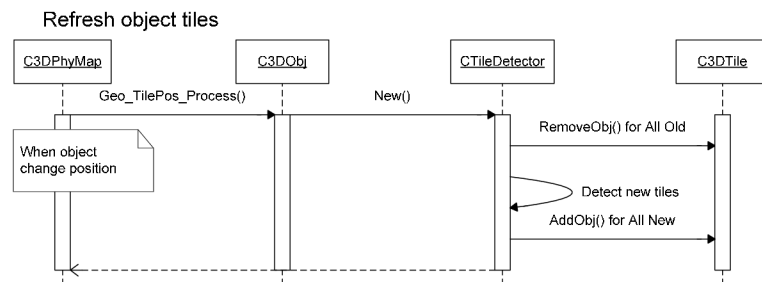 Refresh object tiles
C3DPhyMap
C3DObj
CTileDetector
C3DTile
Geo_TilePos_Process()
New()
RemoveObj() for All Old
When object
change position
Detect new tiles
AddObj() for All New